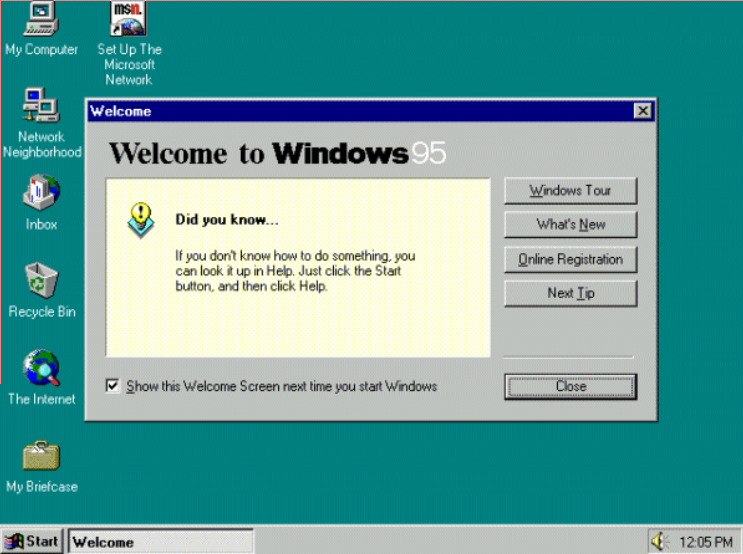 msn.
My Computer
Set Up The
Microsoft
Network
Network
Neighborhood
Inbox
Recycle Bin
The Internet
My Briefcase
Welcome
Welcome to Windows95
Did you know...
If you don't know how to do something, you
can look it up in Help. Just click the Start
button, and then click Help.
Windows Tour
What's New
Online Registration
Next Tip
Show this Welcome Screen next time you start Windows
Close
Start
Welcome
12:05 PM